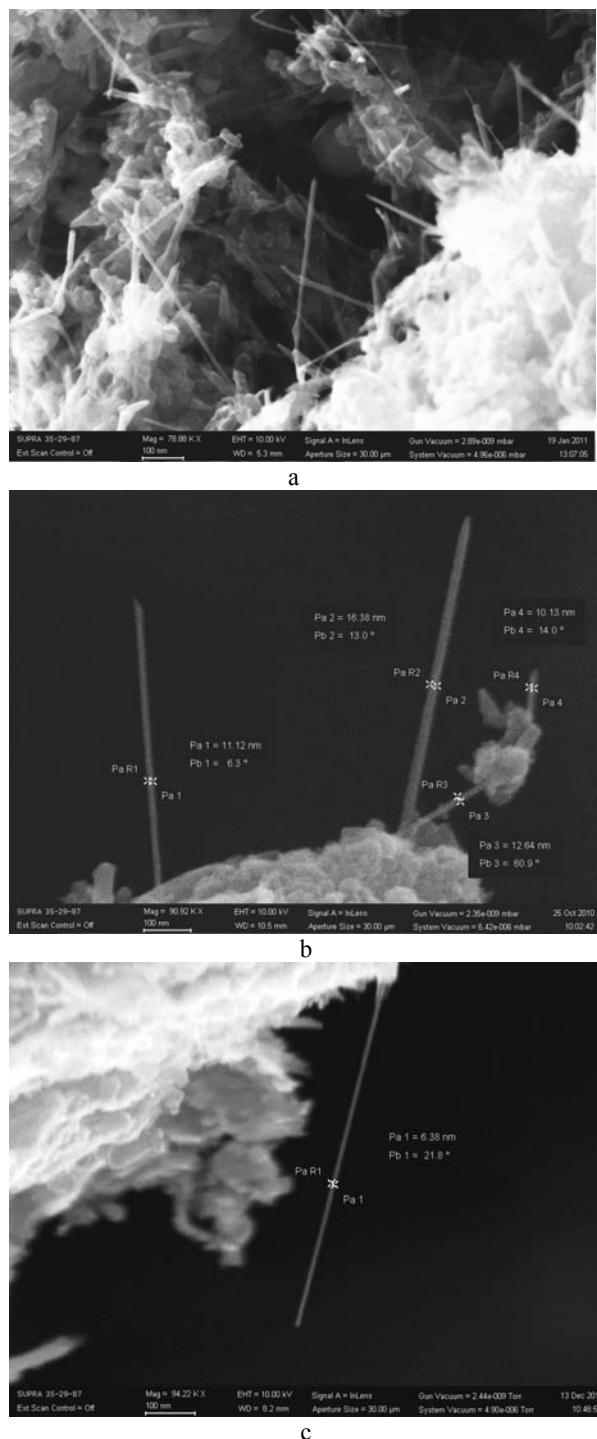 SUPRA 35-29-87 Mag = 78.88 K X EHT = 10.00 kV Signal A = InLens Gun Vacuum = 2.89e-009 mbar 19 Jan 2011
Ext.Scan Control = Off 100 nm WD = 5.3 mm Aperture Size = 30.00 µm System Vacuum = 4.96e-006 mbar 13:07:05
a
Pa 2 = 16.38 nm Pa 4 = 10.13 nm
Pb 2 = 13.0 ° Pb 4 = 14.0 °
Pa R2 Pa R4
Pa 2 Pa 4
Pa 1 = 11.12 nm
Pb 1 = 6.3 °
Pa R1 Pa R3
Pa 1 Pa 3
Pa 3 = 12.64 nm
Pb 3 = 60.9 °
SUPRA 35-29-87 Mag = 90.92 K X EHT = 10.00 kV Signal A = InLens Gun Vacuum = 2.35e-009 mbar 25 Oct 2010
Ext.Scan Control = Off 100 nm WD = 10.5 mm Aperture Size = 30.00 µm System Vacuum = 6.42e-006 mbar 10:02:42
b
Pa 1 = 6.38 nm
Pb 1 = 21.8 °
Pa R1
Pa 1
SUPRA 35-29-87 Mag = 94.22 K X EHT = 10.00 kV Signal A = InLens Gun Vacuum = 2.44e-009 Torr 13 Dec
Ext.Scan Control = Off 100 nm WD = 8.2 mm Aperture Size = 30.00 µm System Vacuum = 4.90e-006 Torr
c